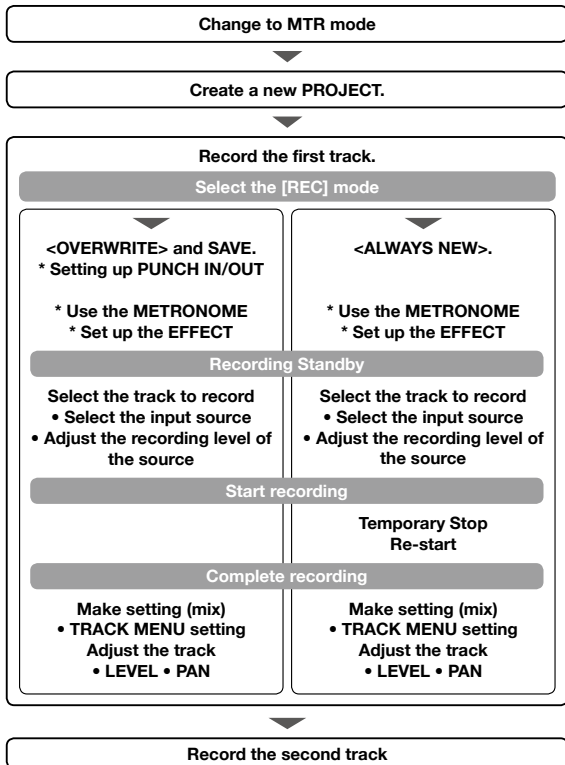 Change to MTR mode
Create a new PROJECT.
Record the first track.
Select the [REC] mode
<OVERWRITE> and SAVE.
* Setting up PUNCH IN/OUT
* Use the METRONOME
* Set up the EFFECT
<ALWAYS NEW>.
* Use the METRONOME
* Set up the EFFECT
Recording Standby
Select the track to record
• Select the input source
• Adjust the recording level of
the source
Select the track to record
• Select the input source
• Adjust the recording level of
the source
Start recording
Temporary Stop
Re-start
Complete recording
Make setting (mix)
• TRACK MENU setting
Adjust the track
• LEVEL • PAN
Make setting (mix)
• TRACK MENU setting
Adjust the track
• LEVEL • PAN
Record the second track